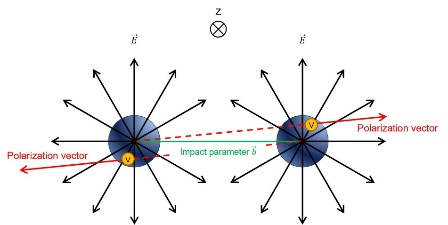 Z
E⃗
E⃗
V
Polarization vector
Polarization vector
Impact parameter b⃗
V